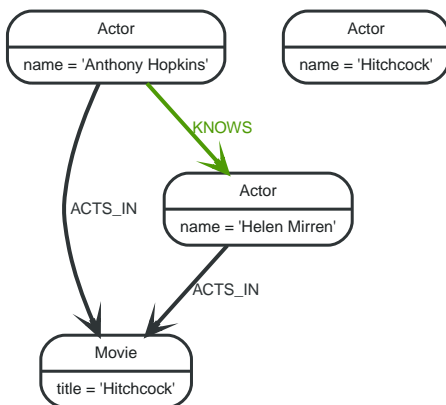 Actor
name = 'Anthony Hopkins'
Actor
name = 'Hitchcock'
KNOWS
Actor
name = 'Helen Mirren'
ACTS_IN
ACTS_IN
Movie
title = 'Hitchcock'